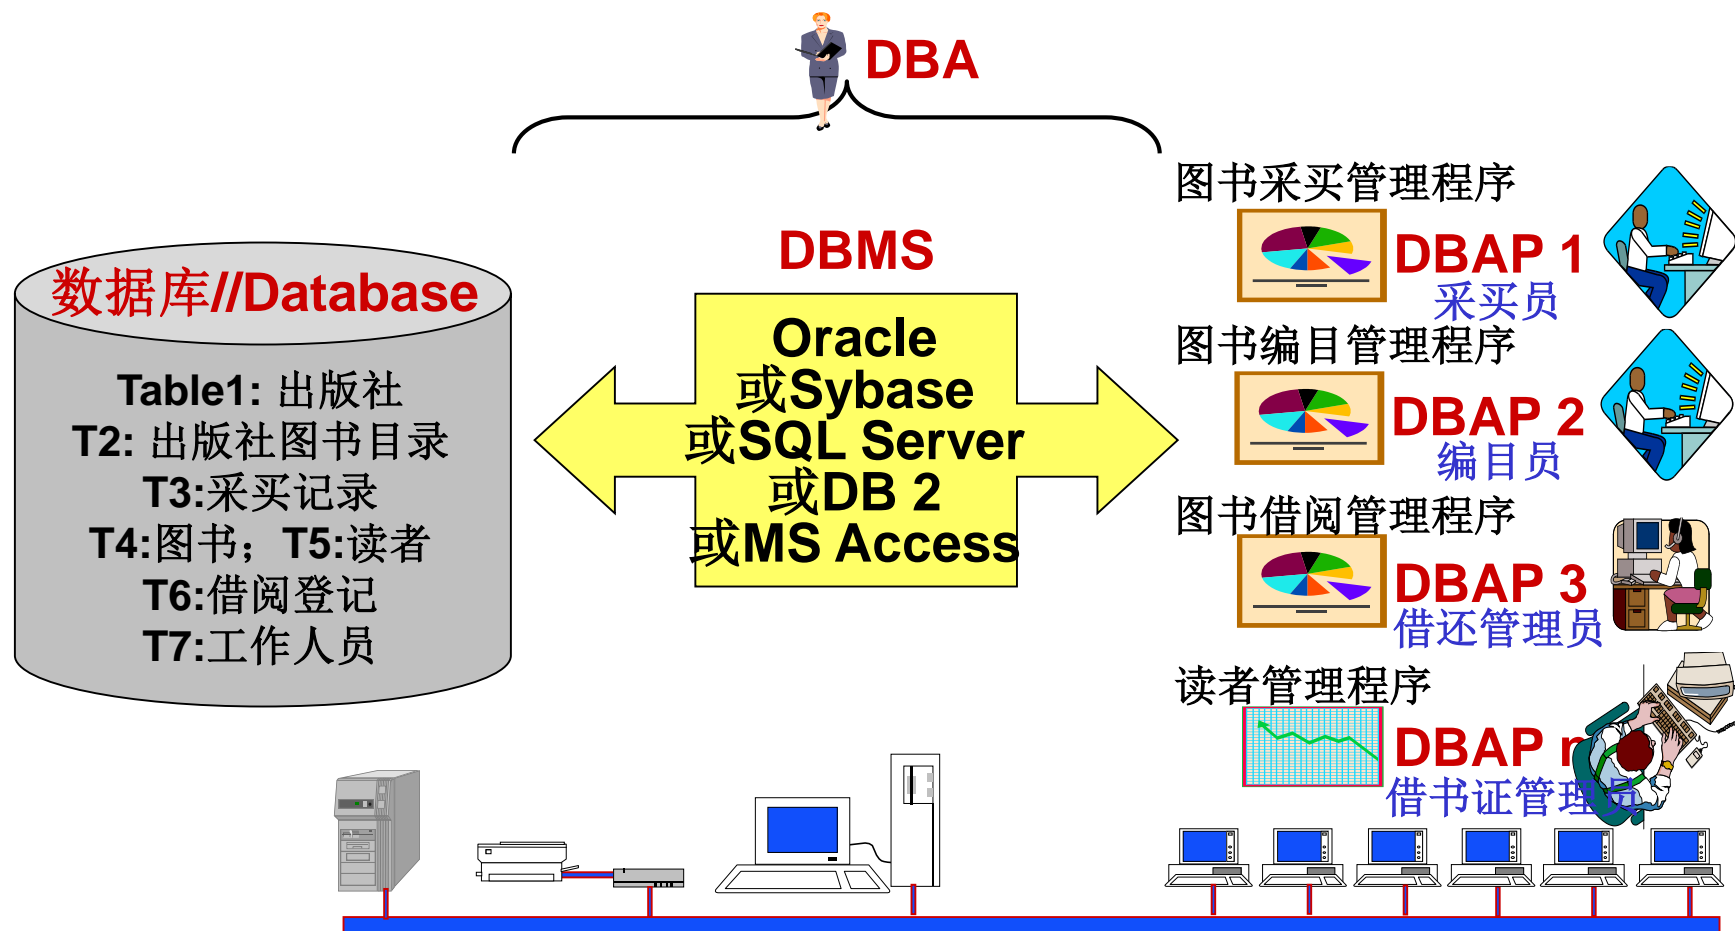 DBA
数据库//Database
Table1: 出版社
T2: 出版社图书目录
T3:采买记录
T4:图书；T5:读者
T6:借阅登记
T7:工作人员
DBMS
Oracle
或Sybase
或SQL Server
或DB 2
或MS Access
图书采买管理程序
DBAP 1
采买员
图书编目管理程序
DBAP 2
编目员
图书借阅管理程序
DBAP 3
借还管理员
读者管理程序
DBAP n
借书证管理员